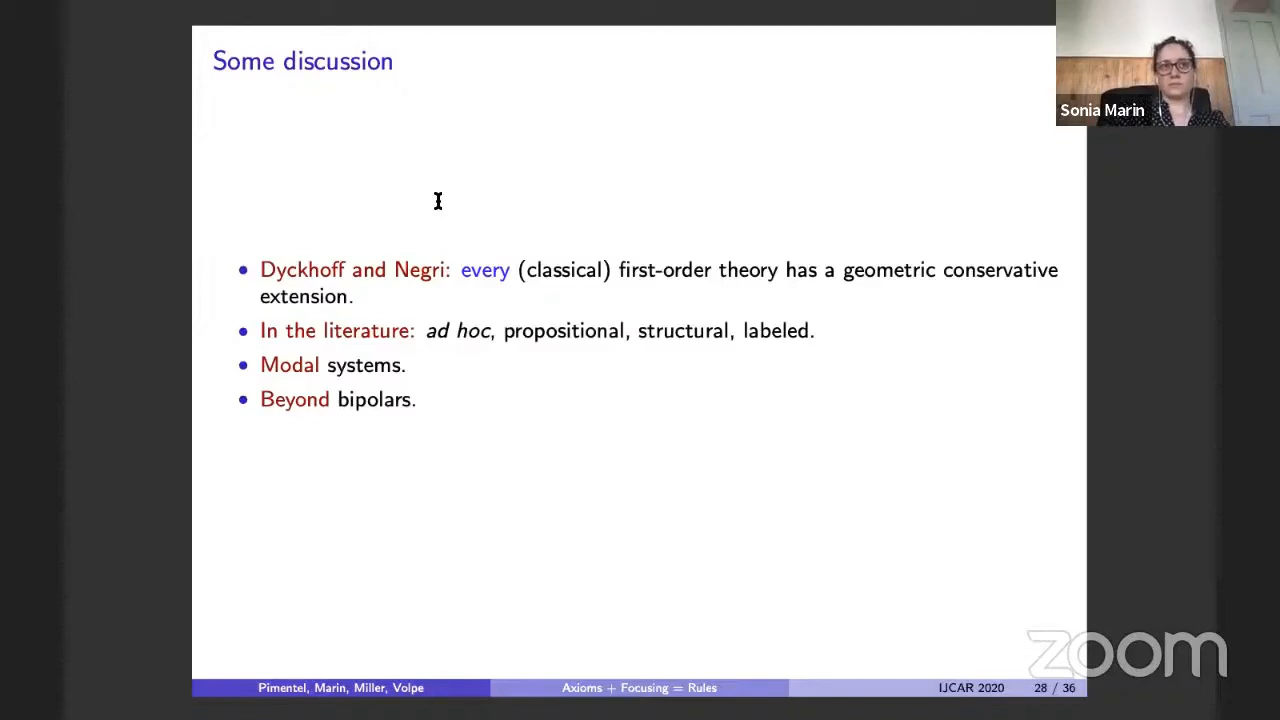 Some discussion
Sonia Marin
• Dyckhoff and Negri: every (classical) first-order theory has a geometric conservative
extension.
• In the literature: ad hoc, propositional, structural, labeled.
• Modal systems.
• Beyond bipolars.
zoom
Pimentel, Marin, Miller, Volpe
Axioms + Focusing = Rules
IJCAR 2020
28 / 36